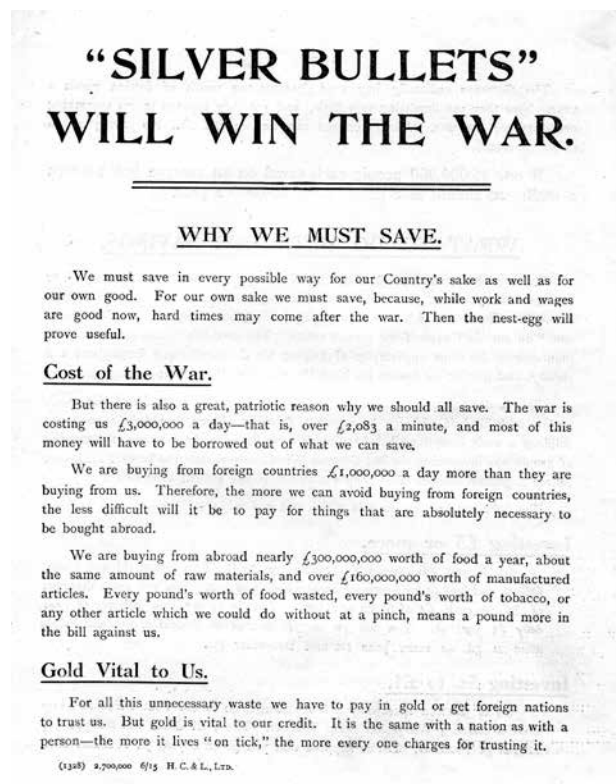 “SILVER BULLETS”
WILL WIN THE WAR.
WHY WE MUST SAVE.
We must save in every possible way for our Country's sake as well as for
our own good. For our own sake we must save, because, while work and wages
are good now, hard times may come after the war. Then the nest-egg will
prove useful.
Cost of the War.
But there is also a great, patriotic reason why we should all save. The war is
costing us £3,000,000 a day—that is, over £2,083 a minute, and most of this
money will have to be borrowed out of what we can save.
We are buying from foreign countries £1,000,000 a day more than they are
buying from us. Therefore, the more we can avoid buying from foreign countries,
the less difficult will it be to pay for things that are absolutely necessary to
be bought abroad.
We are buying from abroad nearly £300,000,000 worth of food a year, about
the same amount of raw materials, and over £160,000,000 worth of manufactured
articles. Every pound's worth of food wasted, every pound's worth of tobacco, or
any other article which we could do without at a pinch, means a pound more in
the bill against us.
Gold Vital to Us.
For all this unnecessary waste we have to pay in gold or get foreign nations
to trust us. But gold is vital to our credit. It is the same with a nation as with a
person—the more it lives “on tick,” the more every one charges for trusting it.
(1328) 2,700,000 6/15 H. C. & L., LTD.